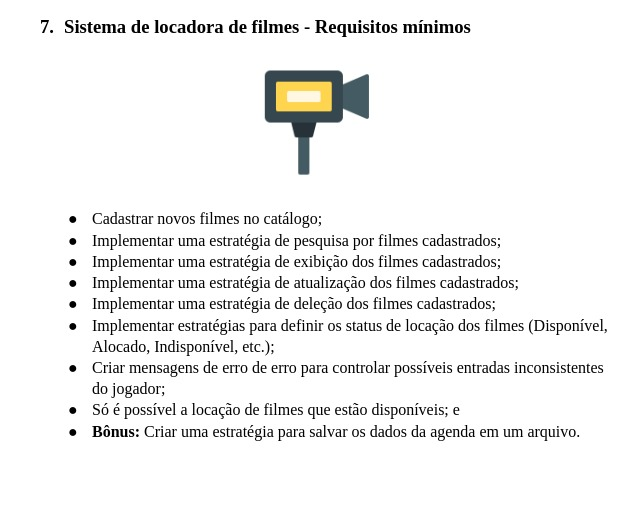 7. Sistema de locadora de filmes - Requisitos mínimos
● Cadastrar novos filmes no catálogo;
● Implementar uma estratégia de pesquisa por filmes cadastrados;
● Implementar uma estratégia de exibição dos filmes cadastrados;
● Implementar uma estratégia de atualização dos filmes cadastrados;
● Implementar uma estratégia de deleção dos filmes cadastrados;
● Implementar estratégias para definir os status de locação dos filmes (Disponível,
Alocado, Indisponível, etc.);
● Criar mensagens de erro de erro para controlar possíveis entradas inconsistentes
do jogador;
● Só é possível a locação de filmes que estão disponíveis; e
● Bônus: Criar uma estratégia para salvar os dados da agenda em um arquivo.